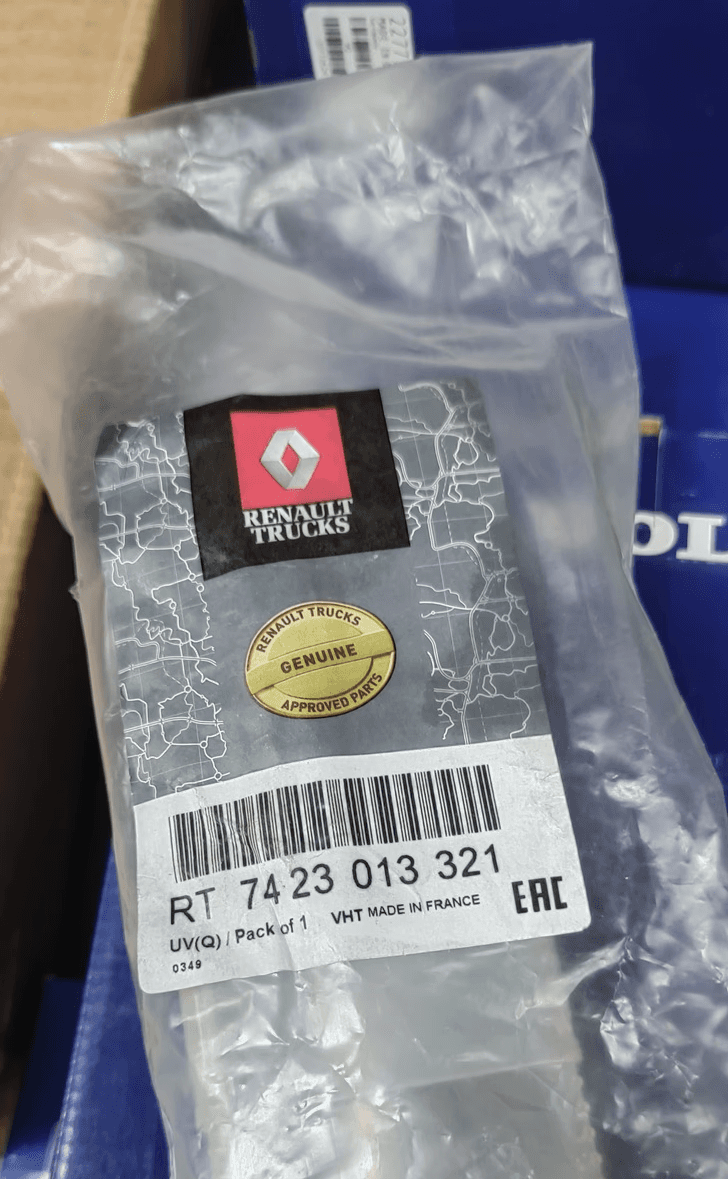 RENAULT
TRUCKS
RENAULT TRUCKS
GENUINE
APPROVED PARTS
RT 74 23 013 321
UV(Q) / Pack of 1 VHT MADE IN FRANCE
EAC
0349
OL